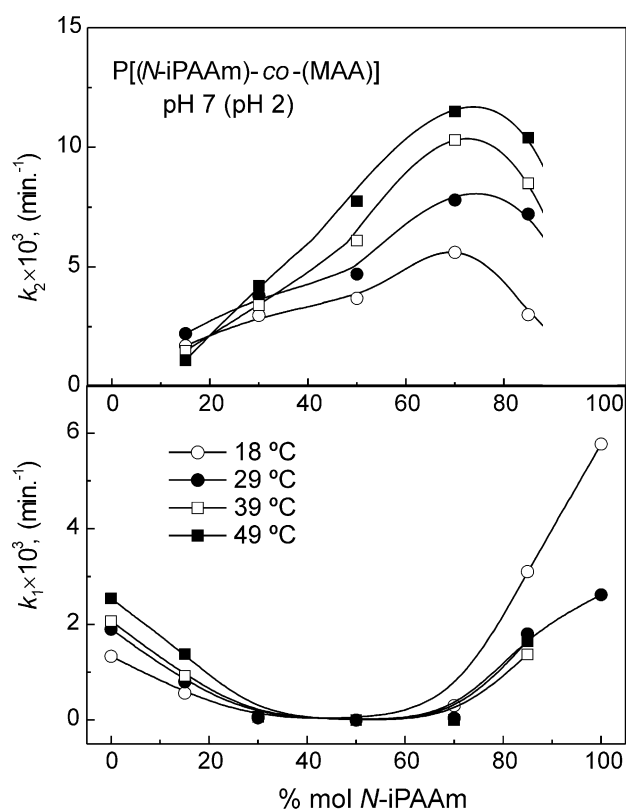 15
P[(N-iPAAm)-co-(MAA)]
pH 7 (pH 2)
10
k₂×10³, (min.⁻¹)
5
0
0 20 40 60 80 100
6
18 ºC
29 ºC
39 ºC
49 ºC
4
k₁×10³, (min.⁻¹)
2
0
0 20 40 60 80 100
% mol N-iPAAm